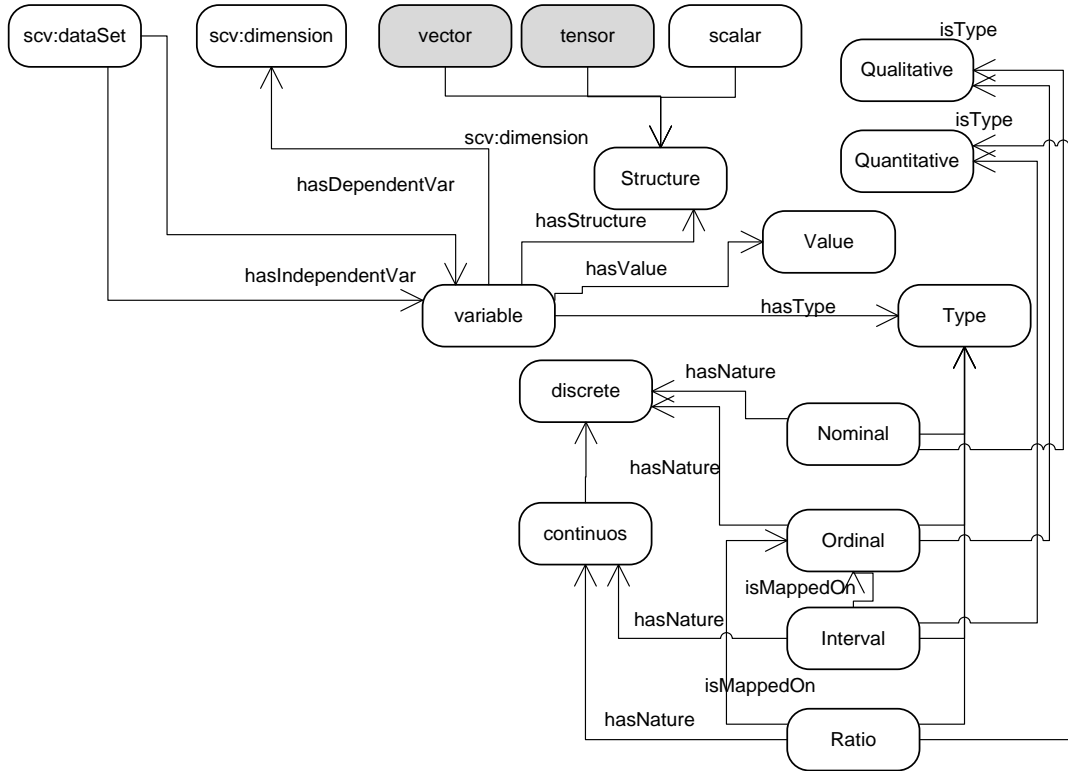 scv:dataSet
scv:dimension
vector
tensor
scalar
isType
Qualitative
isType
Quantitative
scv:dimension
Structure
hasDependentVar
hasStructure
Value
hasIndependentVar
hasValue
variable
hasType
Type
hasNature
discrete
Nominal
hasNature
continuos
Ordinal
isMappedOn
hasNature
Interval
isMappedOn
hasNature
Ratio